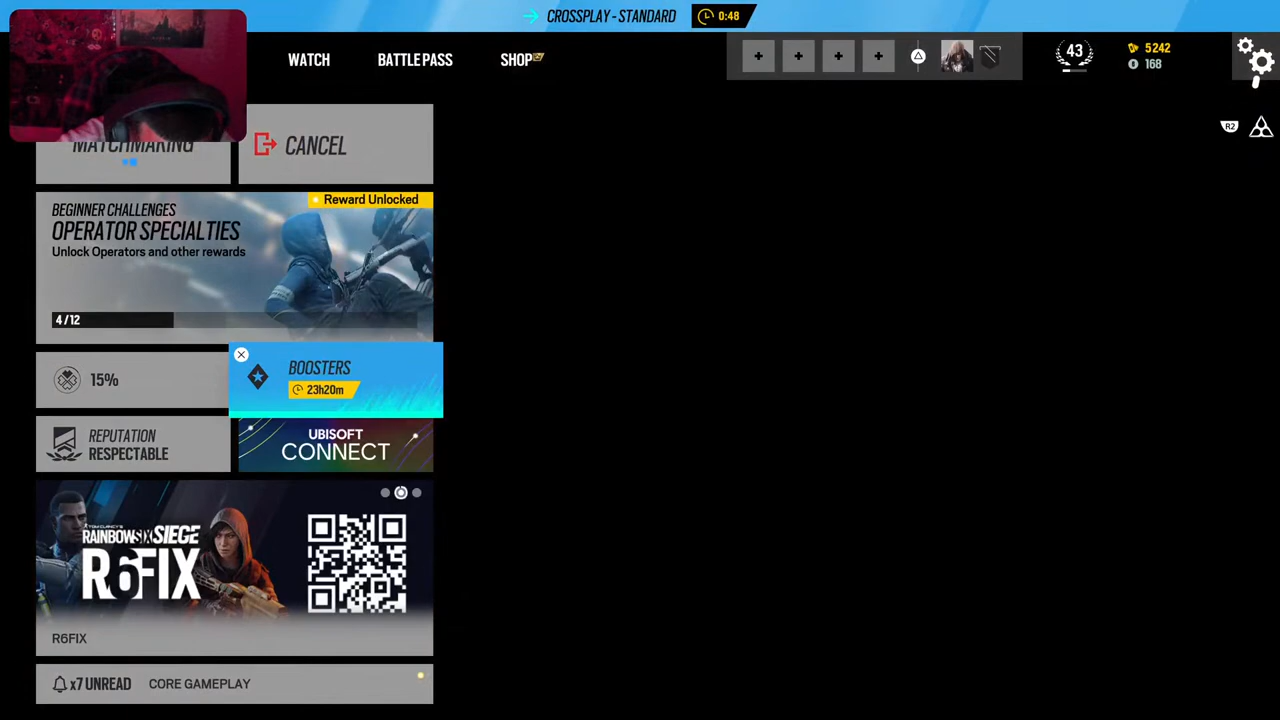 CROSSPLAY - STANDARD
0:48
WATCH
BATTLE PASS
SHOP
43
5242
168
R2
MATCHMAKING
CANCEL
Reward Unlocked
BEGINNER CHALLENGES
OPERATOR SPECIALTIES
Unlock Operators and other rewards
4/12
15%
BOOSTERS
23h20m
REPUTATION
RESPECTABLE
UBISOFT
CONNECT
TOM CLANCY'S
RAINBOW SIX SIEGE
R6FIX
R6FIX
x7 UNREAD
CORE GAMEPLAY